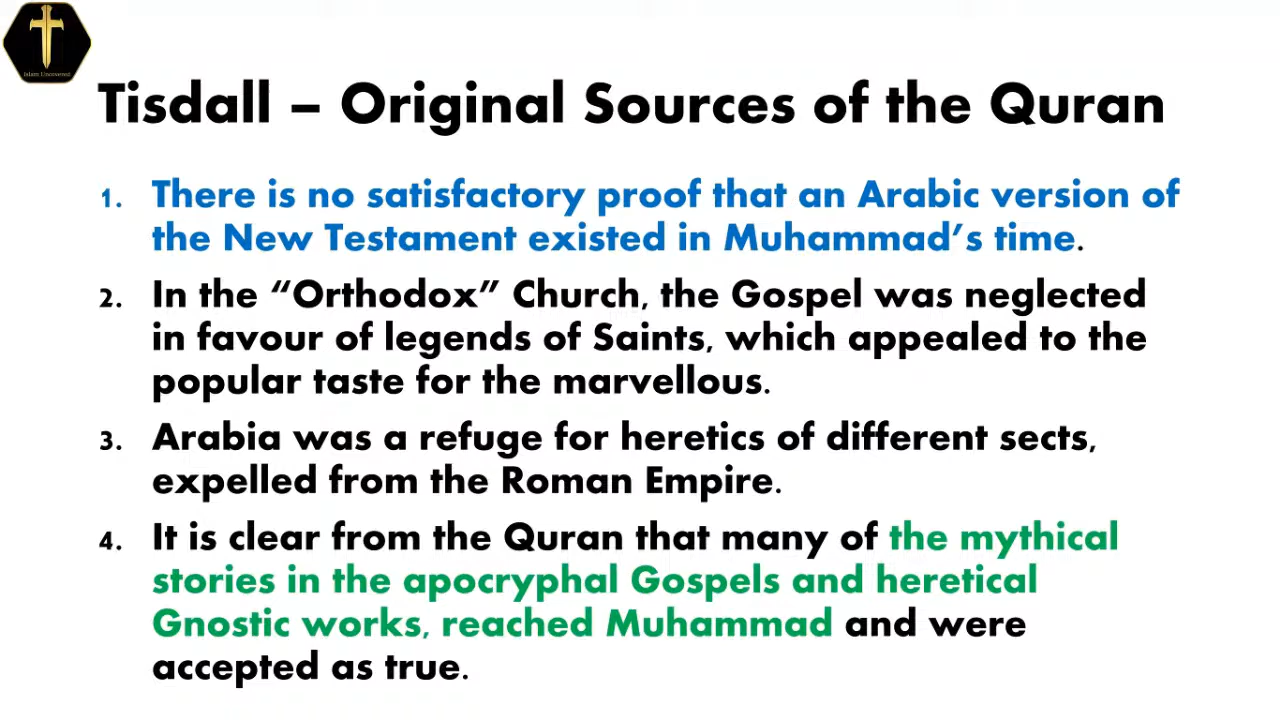 Islam Uncovered
Tisdall – Original Sources of the Quran
1. There is no satisfactory proof that an Arabic version of
the New Testament existed in Muhammad’s time.
2. In the “Orthodox” Church, the Gospel was neglected
in favour of legends of Saints, which appealed to the
popular taste for the marvellous.
3. Arabia was a refuge for heretics of different sects,
expelled from the Roman Empire.
4. It is clear from the Quran that many of the mythical
stories in the apocryphal Gospels and heretical
Gnostic works, reached Muhammad and were
accepted as true.